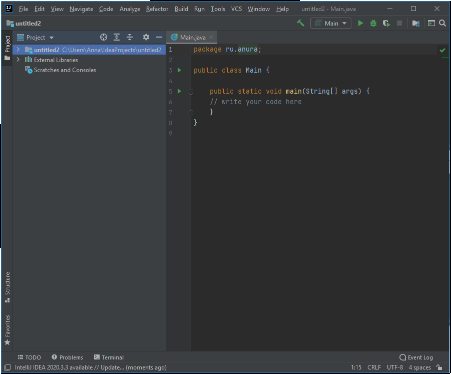 File Edit View Navigate Code Analyze Refactor Build Run Tools VCS Window Help untitled2 - Main.java
untitled2
Main
Project
Main.java
untitled2 C:\Users\Anna\IdeaProjects\untitled2
External Libraries
Scratches and Consoles
1 package ru.anura;
2
3 public class Main {
4
5 public static void main(String[] args) {
6 // write your code here
7 }
8 }
9
Project
Structure
Favorites
TODO Problems Terminal Event Log
IntelliJ IDEA 2020.3.3 available // Update... (moments ago) 1:15 CRLF UTF-8 4 spaces